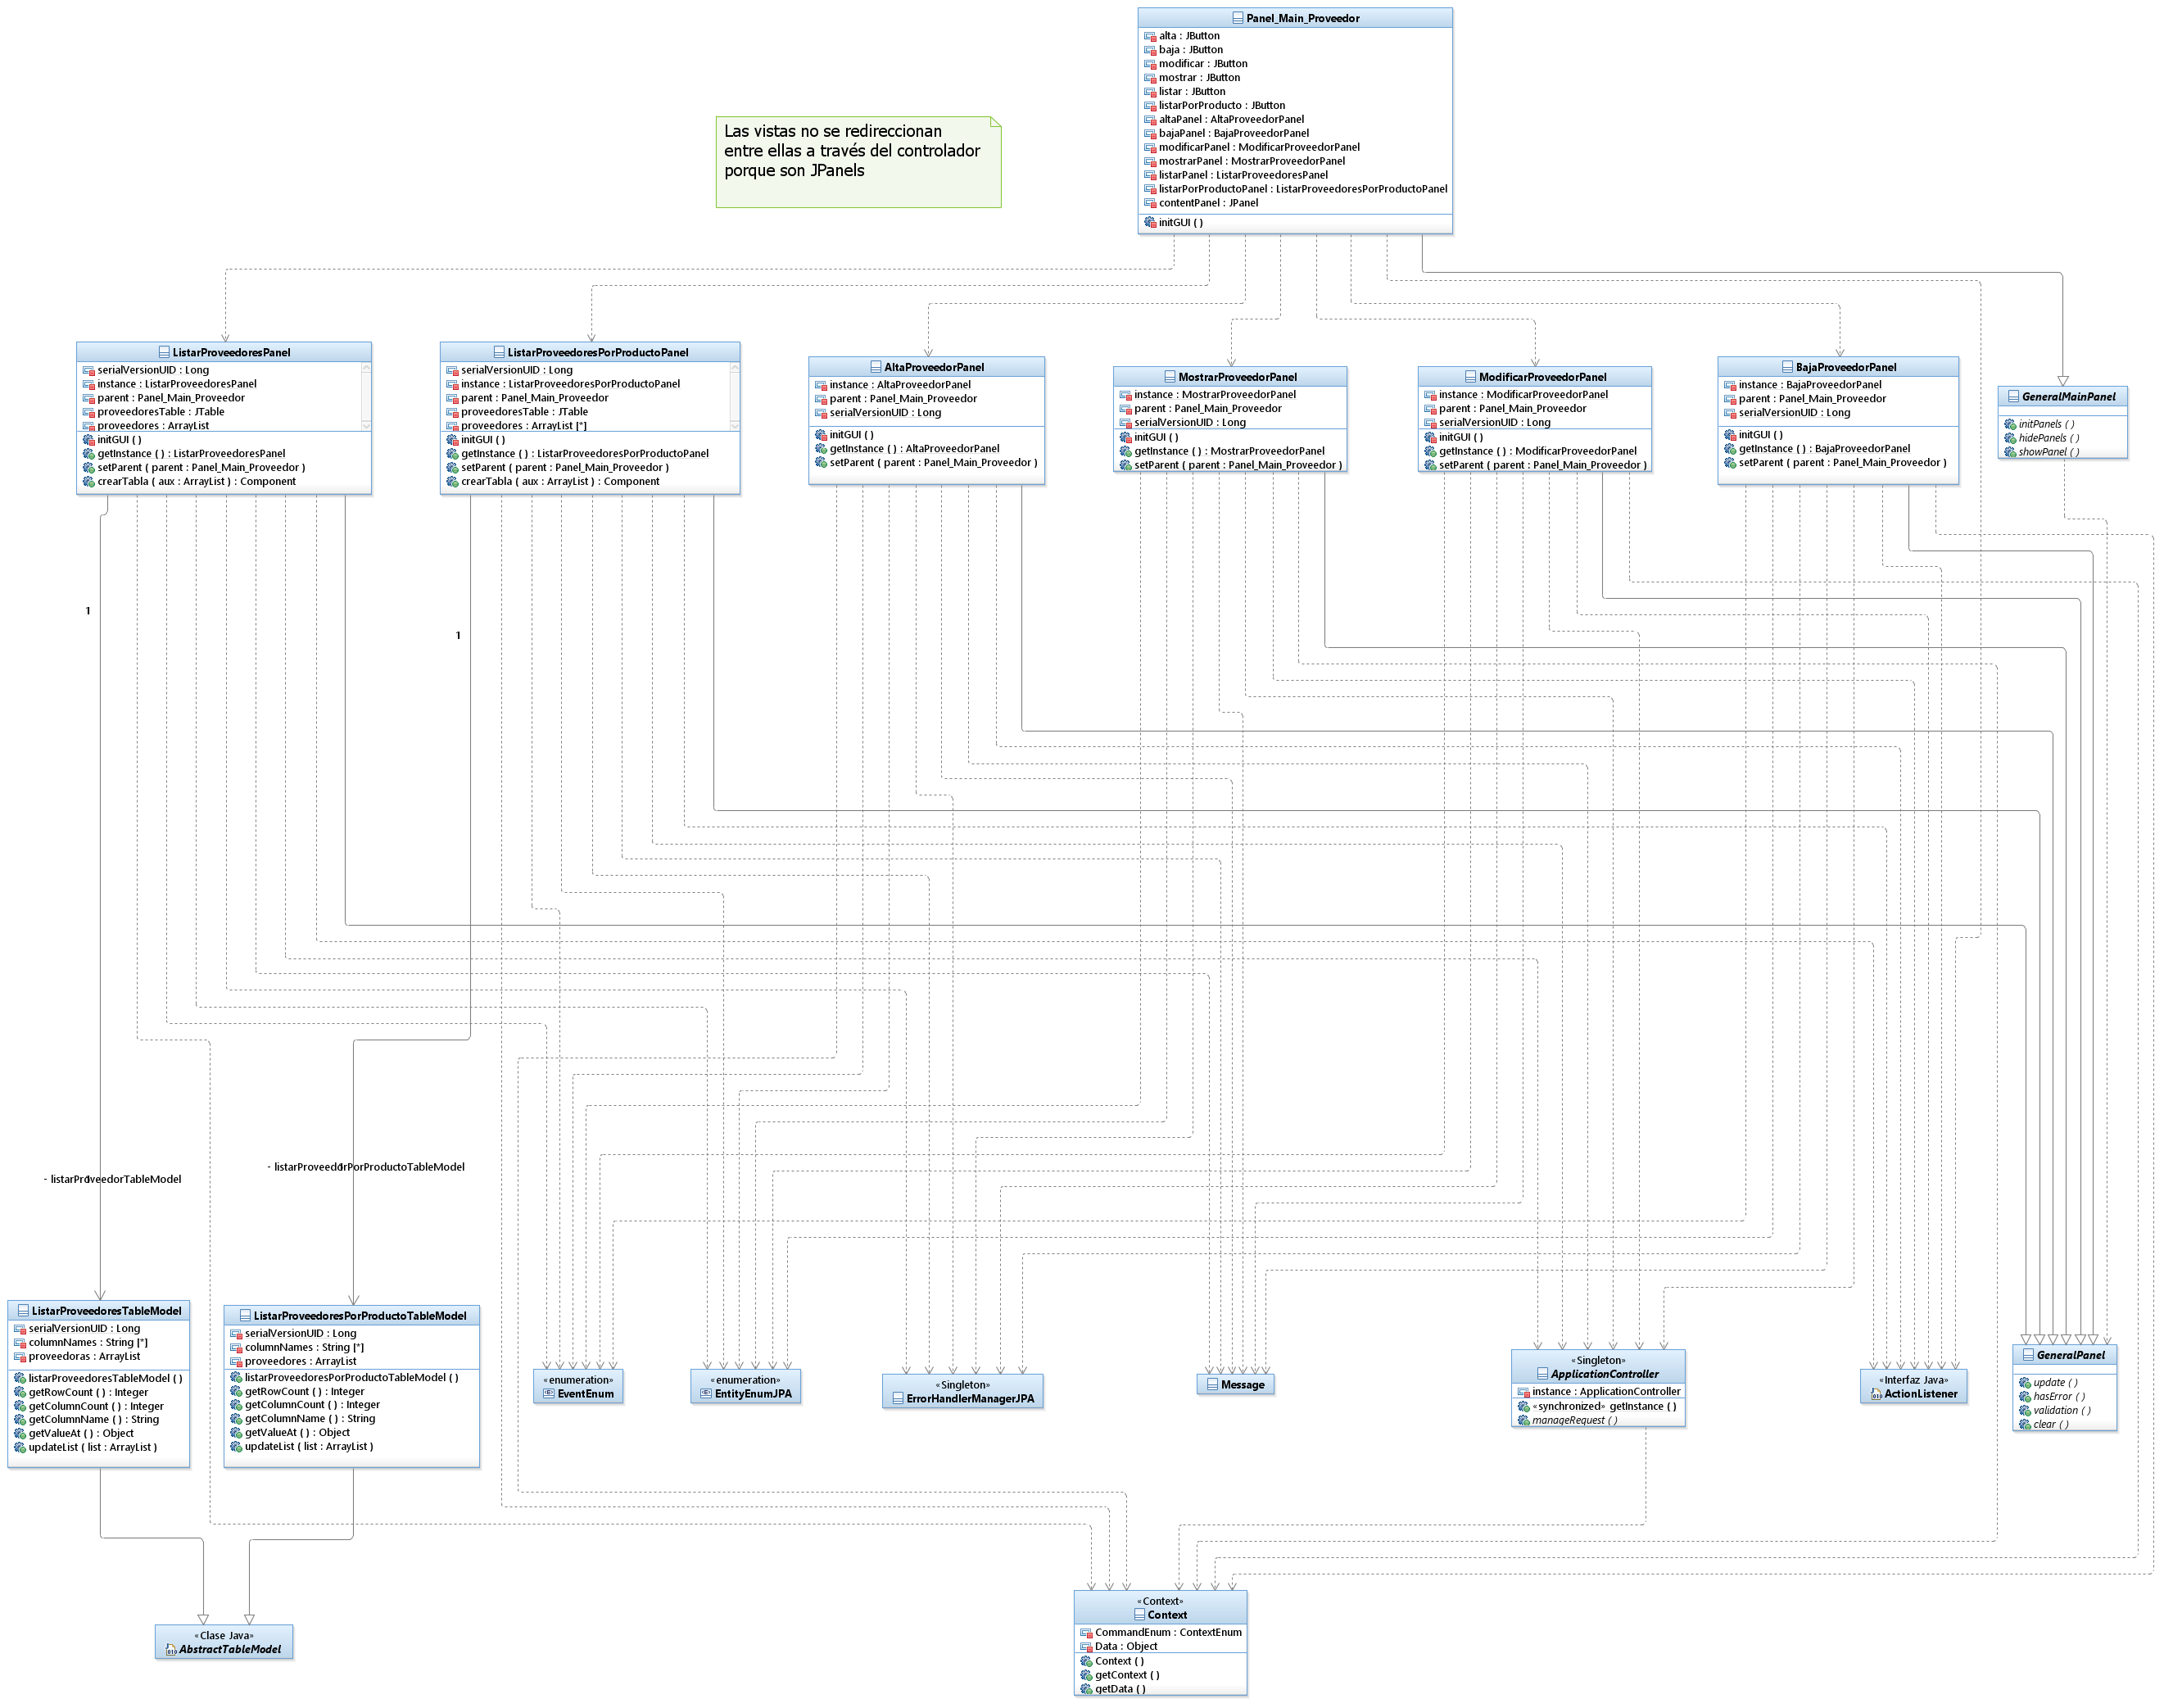 Panel_Main_Proveedor
alta : JButton
baja : JButton
modificar : JButton
mostrar : JButton
listar : JButton
listarPorProducto : JButton
altaPanel : AltaProveedorPanel
bajaPanel : BajaProveedorPanel
modificarPanel : ModificarProveedorPanel
mostrarPanel : MostrarProveedorPanel
listarPanel : ListarProveedoresPanel
listarPorProductoPanel : ListarProveedoresPorProductoPanel
contentPanel : JPanel
initGUI ( )
Las vistas no se redireccionan
entre ellas a través del controlador
porque son JPanels
ListarProveedoresPanel
serialVersionUID : Long
instance : ListarProveedoresPanel
parent : Panel_Main_Proveedor
proveedoresTable : JTable
proveedores : ArrayList
initGUI ( )
getInstance ( ) : ListarProveedoresPanel
setParent ( parent : Panel_Main_Proveedor )
crearTabla ( aux : ArrayList ) : Component
ListarProveedoresPorProductoPanel
serialVersionUID : Long
instance : ListarProveedoresPorProductoPanel
parent : Panel_Main_Proveedor
proveedoresTable : JTable
proveedores : ArrayList [*]
initGUI ( )
getInstance ( ) : ListarProveedoresPorProductoPanel
setParent ( parent : Panel_Main_Proveedor )
crearTabla ( aux : ArrayList ) : Component
AltaProveedorPanel
instance : AltaProveedorPanel
parent : Panel_Main_Proveedor
serialVersionUID : Long
initGUI ( )
getInstance ( ) : AltaProveedorPanel
setParent ( parent : Panel_Main_Proveedor )
MostrarProveedorPanel
instance : MostrarProveedorPanel
parent : Panel_Main_Proveedor
serialVersionUID : Long
initGUI ( )
getInstance ( ) : MostrarProveedorPanel
setParent ( parent : Panel_Main_Proveedor )
ModificarProveedorPanel
instance : ModificarProveedorPanel
parent : Panel_Main_Proveedor
serialVersionUID : Long
initGUI ( )
getInstance ( ) : ModificarProveedorPanel
setParent ( parent : Panel_Main_Proveedor )
BajaProveedorPanel
instance : BajaProveedorPanel
parent : Panel_Main_Proveedor
serialVersionUID : Long
initGUI ( )
getInstance ( ) : BajaProveedorPanel
setParent ( parent : Panel_Main_Proveedor )
GeneralMainPanel
initPanels ( )
hidePanels ( )
showPanel ( )
1
1
- listarProveedorPorProductoTableModel
1
- listarProveedorTableModel
1
ListarProveedoresTableModel
serialVersionUID : Long
columnNames : String [*]
proveedoras : ArrayList
listarProveedoresTableModel ( )
getRowCount ( ) : Integer
getColumnCount ( ) : Integer
getColumnName ( ) : String
getValueAt ( ) : Object
updateList ( list : ArrayList )
ListarProveedoresPorProductoTableModel
serialVersionUID : Long
columnNames : String [*]
proveedores : ArrayList
listarProveedoresPorProductoTableModel ( )
getRowCount ( ) : Integer
getColumnCount ( ) : Integer
getColumnName ( ) : String
getValueAt ( ) : Object
updateList ( list : ArrayList )
«enumeration»
EventEnum
«enumeration»
EntityEnumJPA
«Singleton»
ErrorHandlerManagerJPA
Message
«Singleton»
ApplicationController
instance : ApplicationController
«synchronized» getInstance ( )
manageRequest ( )
«Interfaz Java»
ActionListener
GeneralPanel
update ( )
hasError ( )
validation ( )
clear ( )
«Clase Java»
AbstractTableModel
«Context»
Context
CommandEnum : ContextEnum
Data : Object
Context ( )
getContext ( )
getData ( )